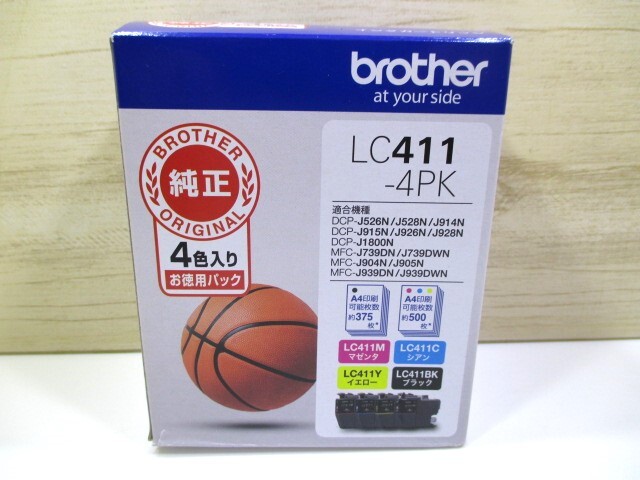 brother
at your side
BROTHER
純正
ORIGINAL
4色入り
お徳用パック
LC411
-4PK
適合機種
DCP-J526N/J528N/J914N
DCP-J915N/J926N/J928N
DCP-J1800N
MFC-J739DN/J739DWN
MFC-J904N/J905N
MFC-J939DN/J939DWN
A4印刷
可能枚数
約375
枚*
A4印刷
可能枚数
約500
枚*
LC411M
マゼンタ
LC411C
シアン
LC411Y
イエロー
LC411BK
ブラック